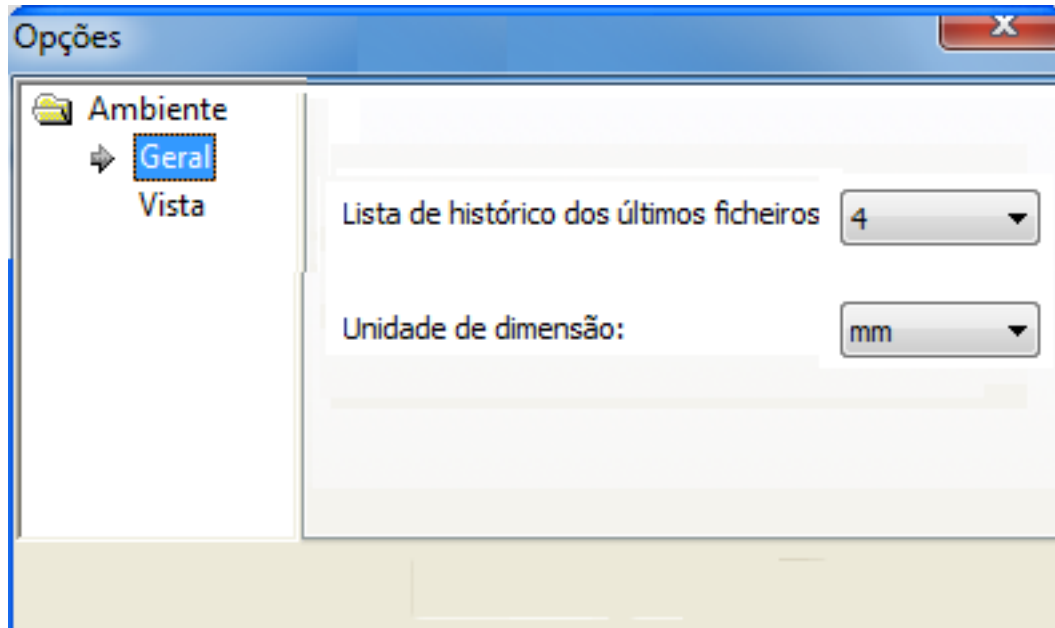 Opções
Ambiente
Geral
Vista
Lista de histórico dos últimos ficheiros
4
Unidade de dimensão:
mm